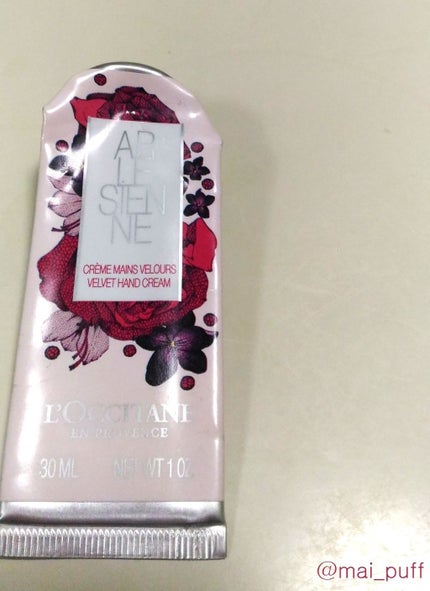 AR
LE
SIEN
NE
CRÈME MAINS VELOURS
VELVET HAND CREAM
L'OCCITANE
EN PROVENCE
30 ML NET WT 1 OZ
@mai_puff